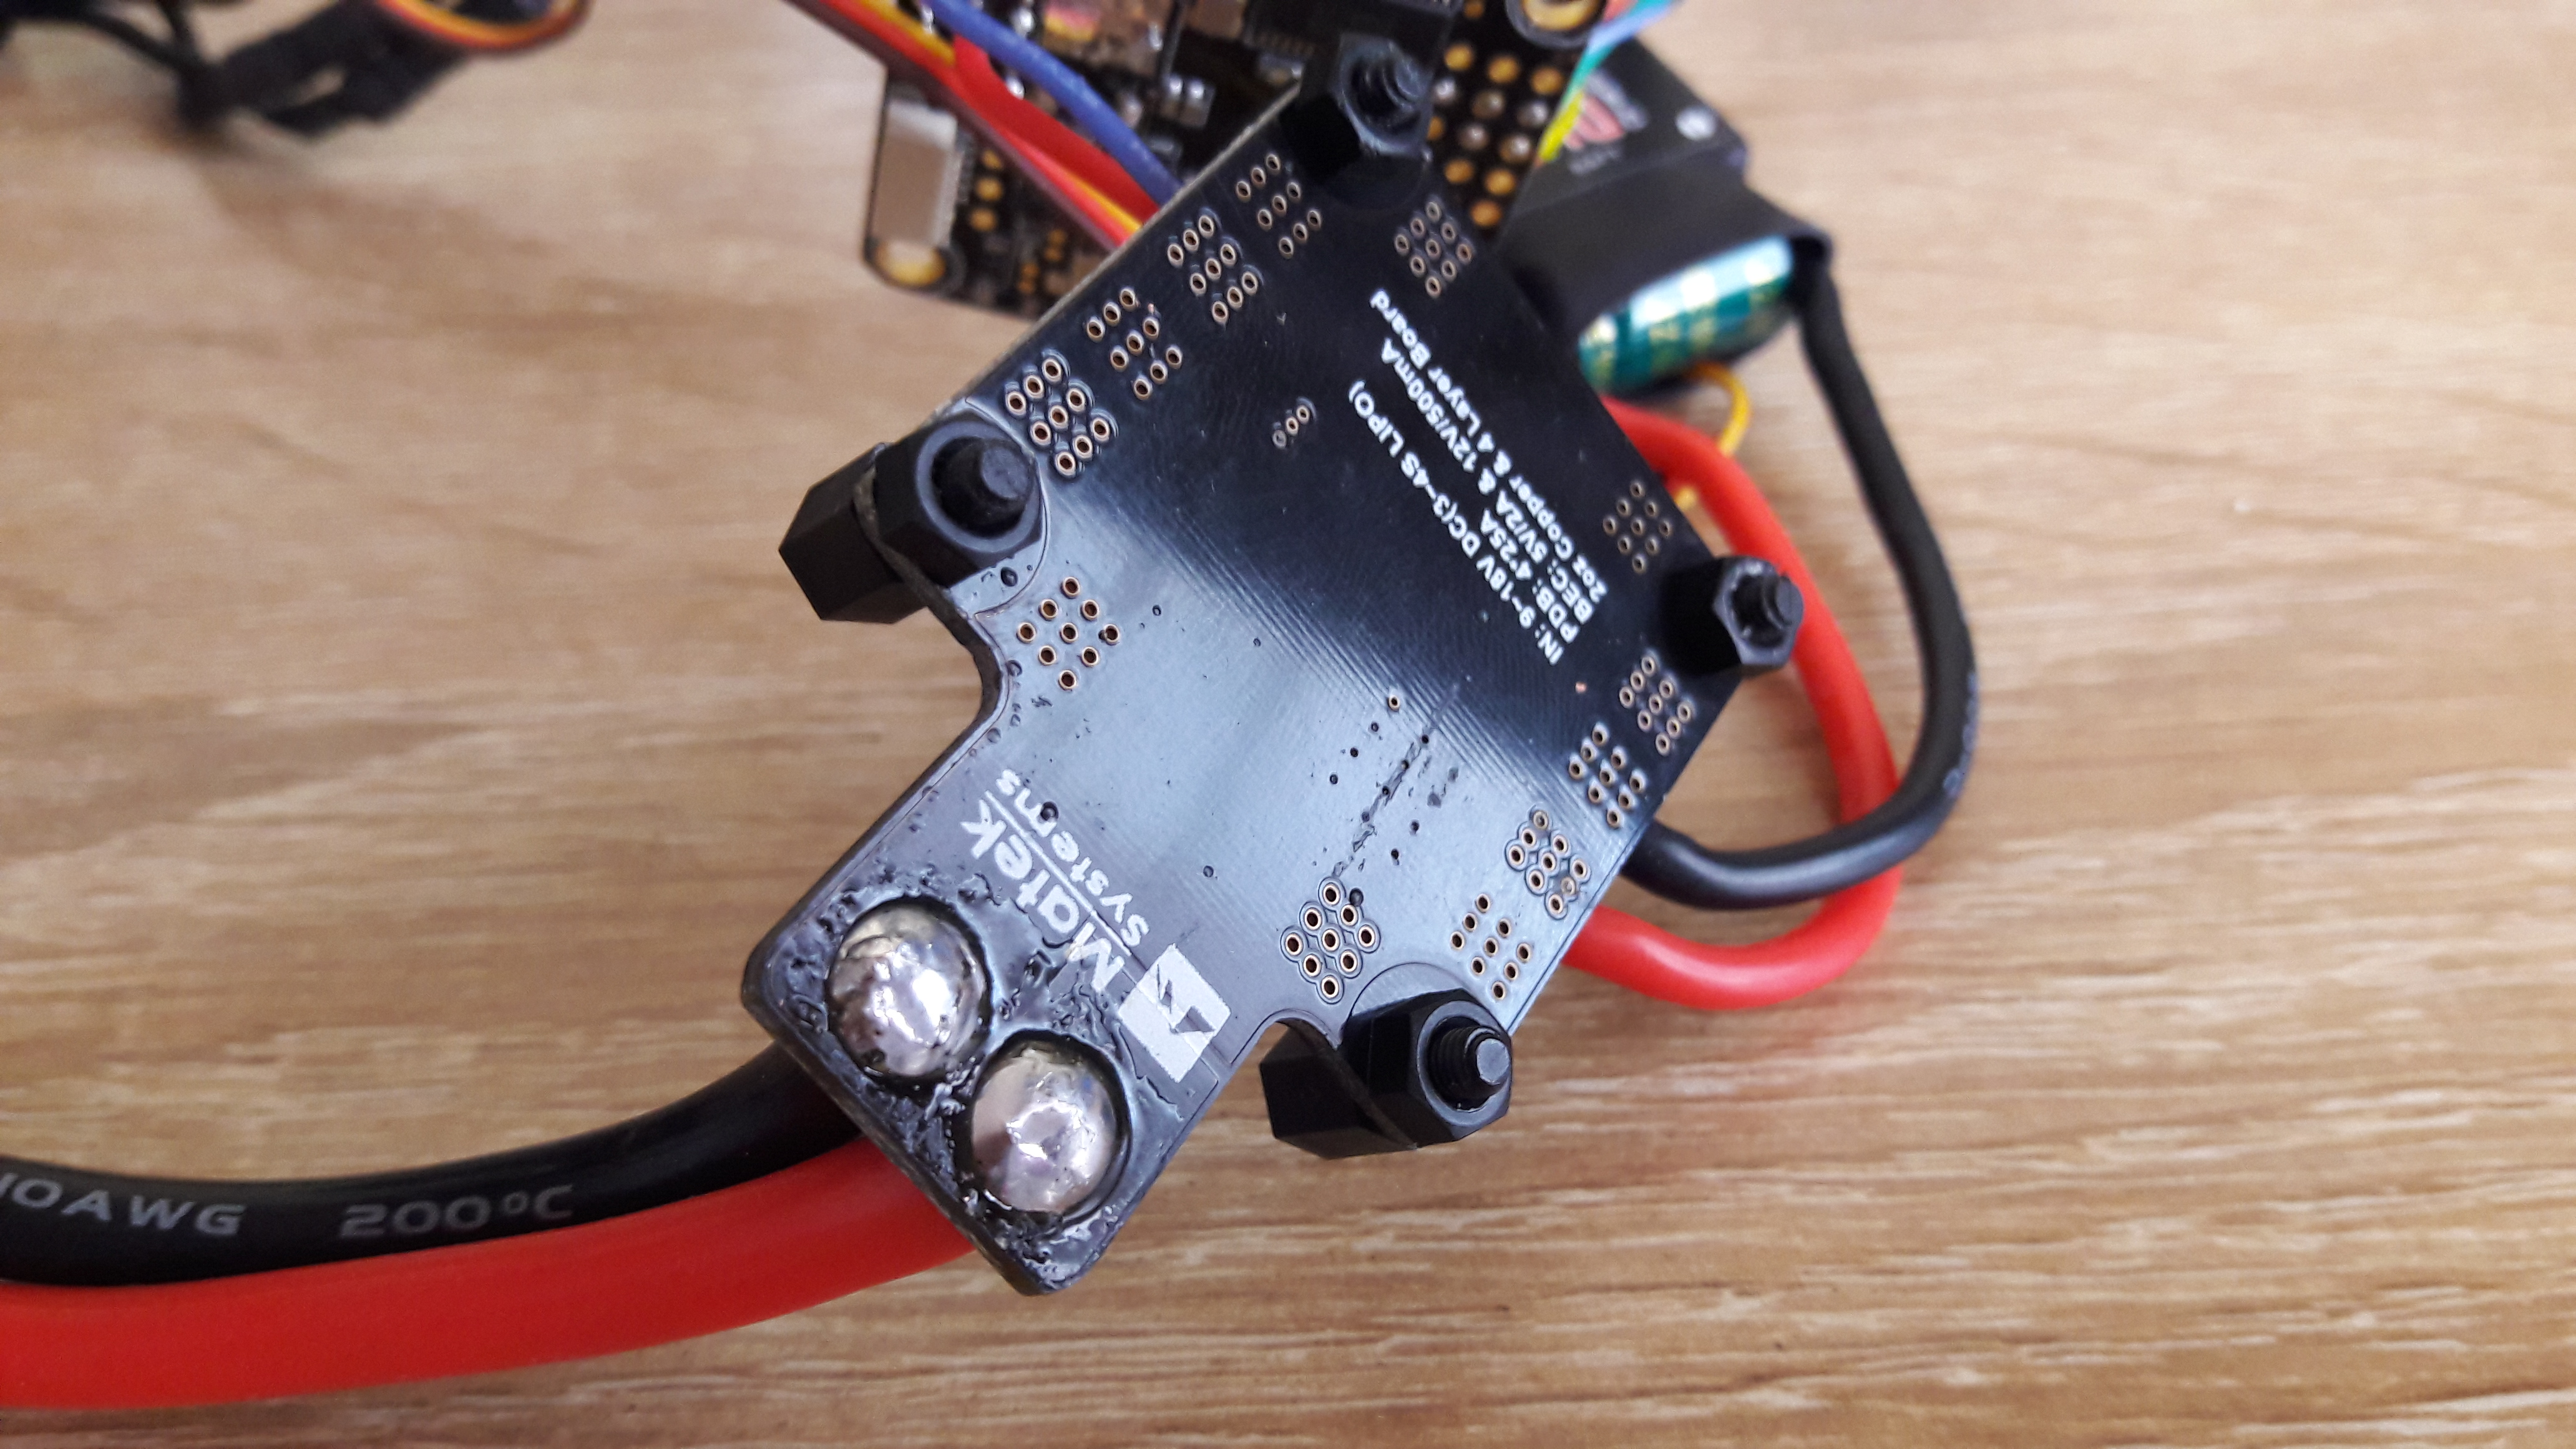 IN: 9~18V DC(3~4S LIPO)
PDB: 4*25A
BEC: 5V/2A & 12V/500mA
2oz Copper & 4 Layer Board
Matek
Systems
10AWG 200°C